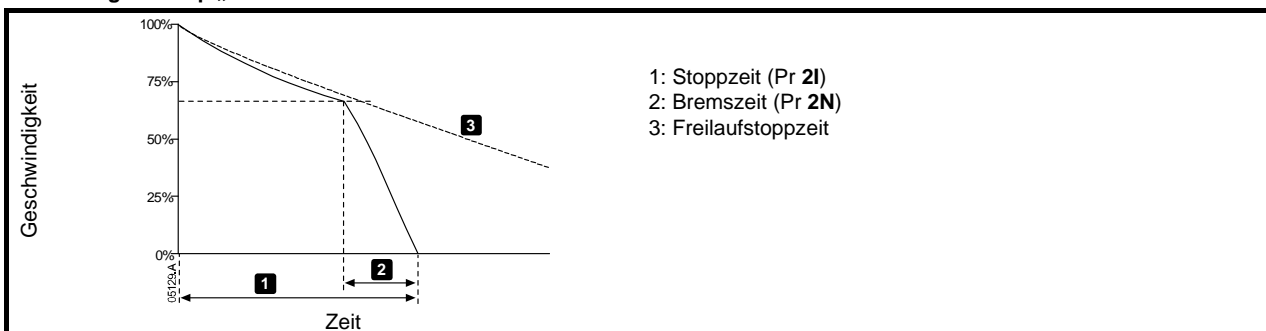 100%
75%
50%
25%
0%
Geschwindigkeit
3
1
2
05129.A
Zeit
1: Stoppzeit (Pr 2I)
2: Bremszeit (Pr 2N)
3: Freilaufstoppzeit